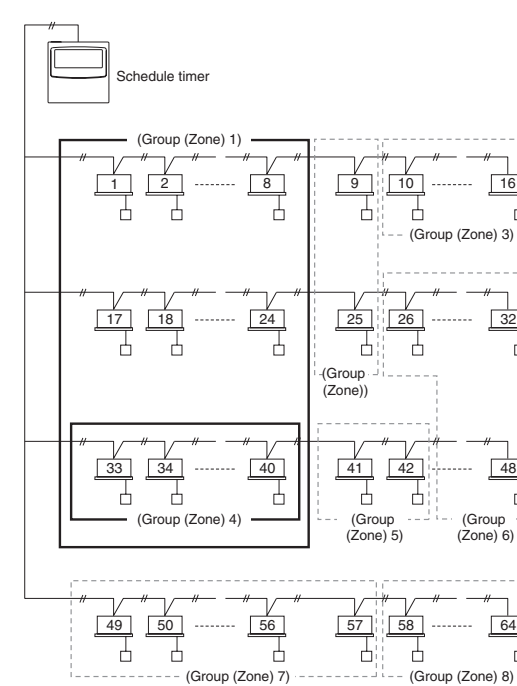 Schedule timer
(Group (Zone) 1)
1 2 8 9 10 16
(Group (Zone) 3)
17 18 24 25 26 32
(Group
(Zone))
33 34 40 41 42 48
(Group (Zone) 4)
(Group
(Zone) 5)
(Group
(Zone) 6)
49 50 56 57 58 64
(Group (Zone) 7)
(Group (Zone) 8)